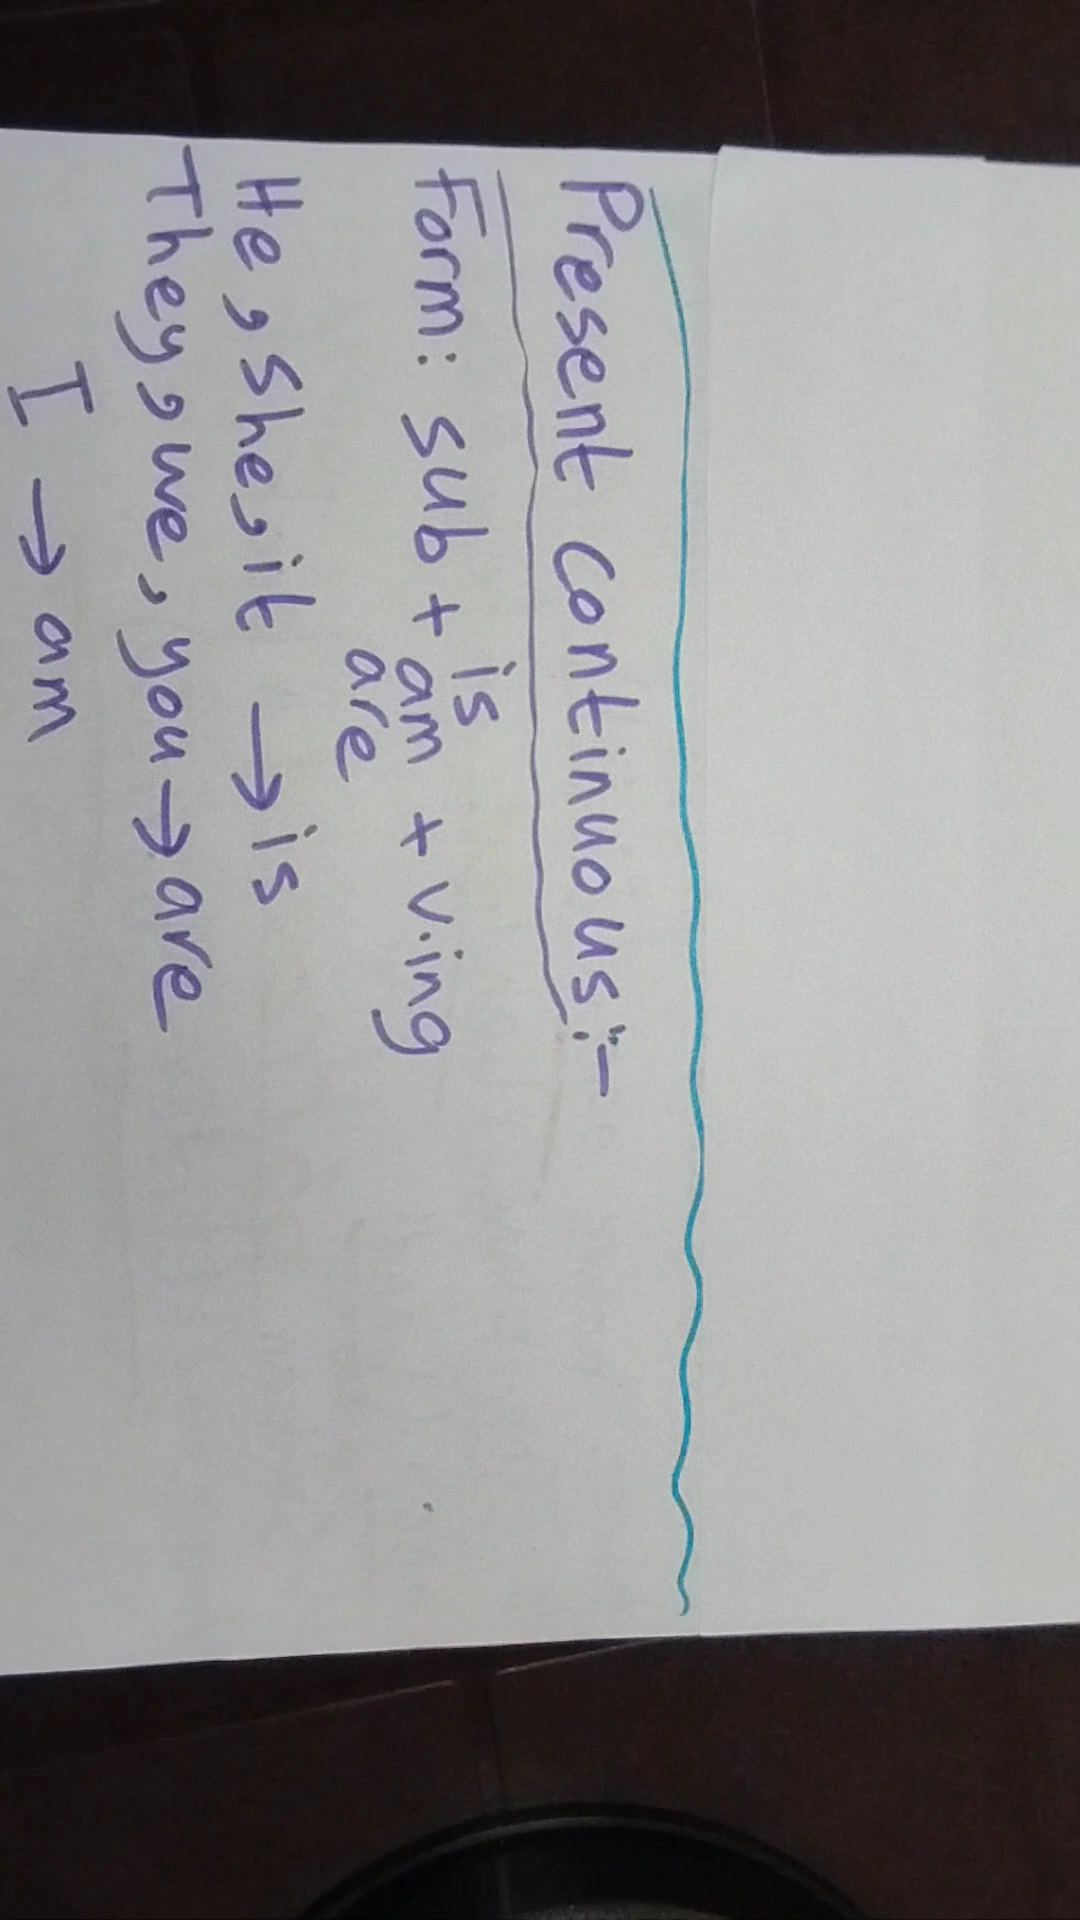 Present Continuous:-
Form: sub + is
am + v.ing
are
He, She, it → is
They, we, you → are
I → am